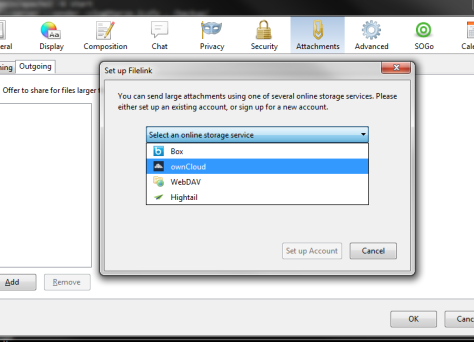 eral
Display
Composition
Chat
Privacy
Security
Attachments
Advanced
SOGo
Cale
ning
Outgoing
Set up Filelink
Offer to share for files larger t
You can send large attachments using one of several online storage services. Please
either set up an existing account, or sign up for a new account.
Select an online storage service
Box
ownCloud
WebDAV
Hightail
Set up Account
Cancel
Add
Remove
OK
Canc